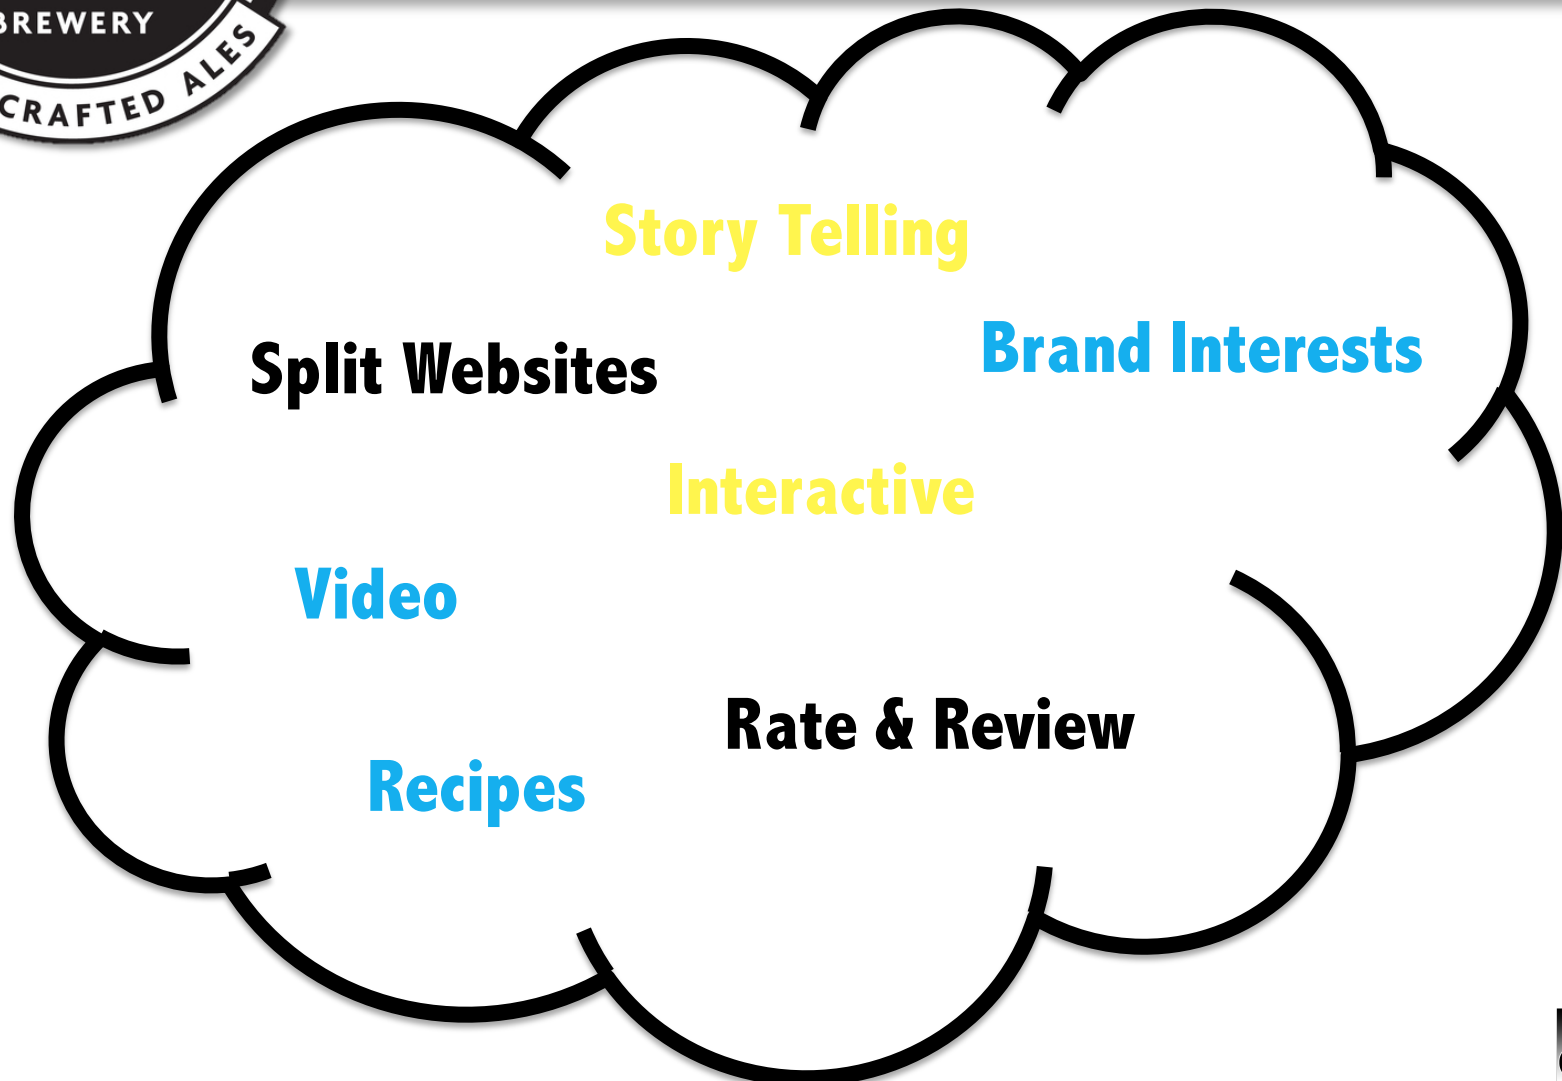 BREWERY
CRAFTED ALES
Story Telling
Brand Interests
Split Websites
Interactive
Video
Rate & Review
Recipes